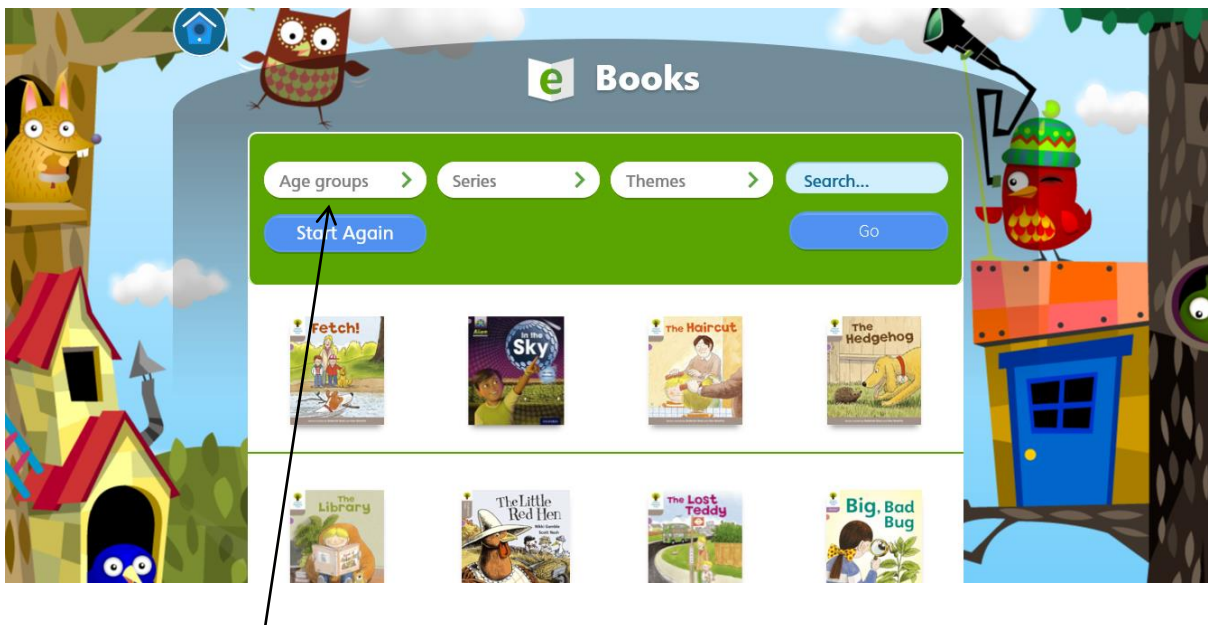 e Books
Age groups Series Themes Search...
Start Again Go
Fetch!
In the
Sky
The Haircut
The
Hedgehog
The
Library
The Little
Red Hen
The Lost
Teddy
Big, Bad
Bug